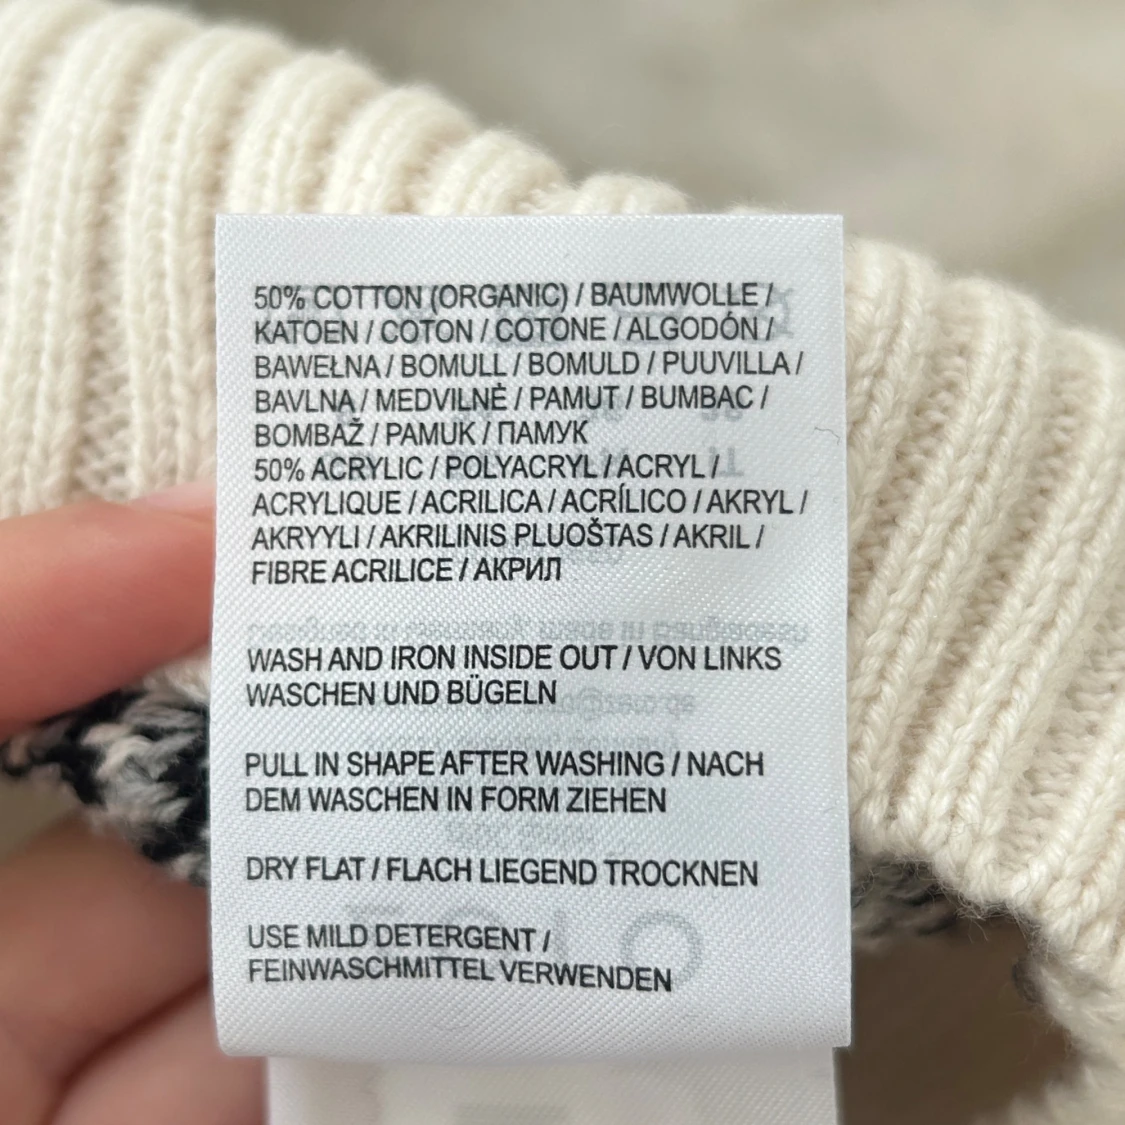 50% COTTON (ORGANIC) / BAUMWOLLE /
KATOEN / COTON / COTONE / ALGODÓN /
BAWEŁNA / BOMULL / BOMULD / PUUVILLA /
BAVLNA / MEDVILNĖ / PAMUT / BUMBAC /
BOMBAŽ / PAMUK / ПАМУК
50% ACRYLIC / POLYACRYL / ACRYL /
ACRYLIQUE / ACRILICA / ACRÍLICO / AKRYL /
AKRYYLI / AKRILINIS PLUOŠTAS / AKRIL /
FIBRE ACRILICE / АКРИЛ
WASH AND IRON INSIDE OUT / VON LINKS
WASCHEN UND BÜGELN
PULL IN SHAPE AFTER WASHING / NACH
DEM WASCHEN IN FORM ZIEHEN
DRY FLAT / FLACH LIEGEND TROCKNEN
USE MILD DETERGENT /
FEINWASCHMITTEL VERWENDEN